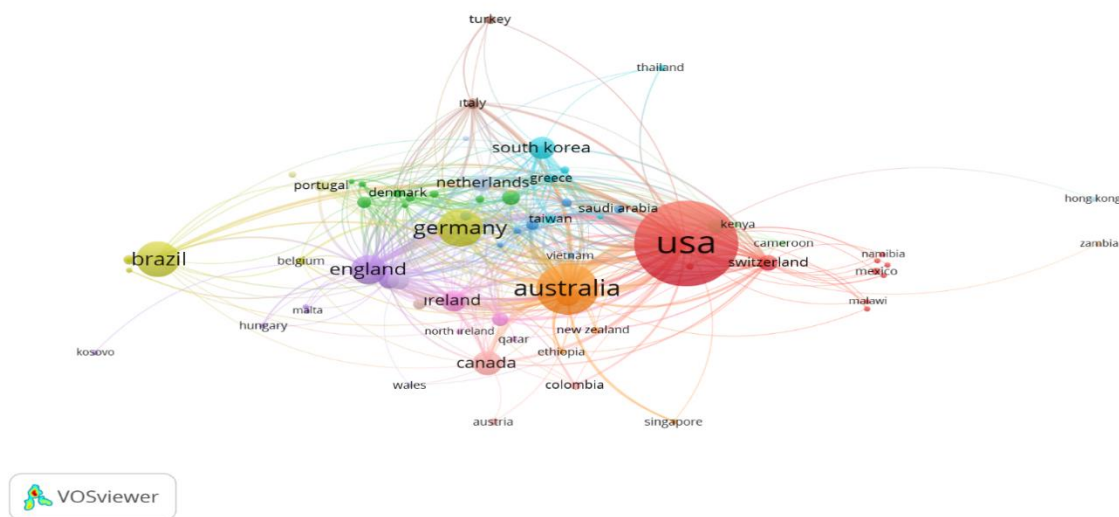 turkey
thailand
italy
south korea
greece
netherlands
portugal
denmark
saudi arabia
hong kong
taiwan
kenya
germany
usa
cameroon
zambia
vietnam
namibia
brazil
belgium
england
switzerland
mexico
australia
ireland
malawi
malta
hungary
north ireland
new zealand
qatar
kosovo
ethiopia
canada
wales
colombia
austria
singapore
VOSviewer